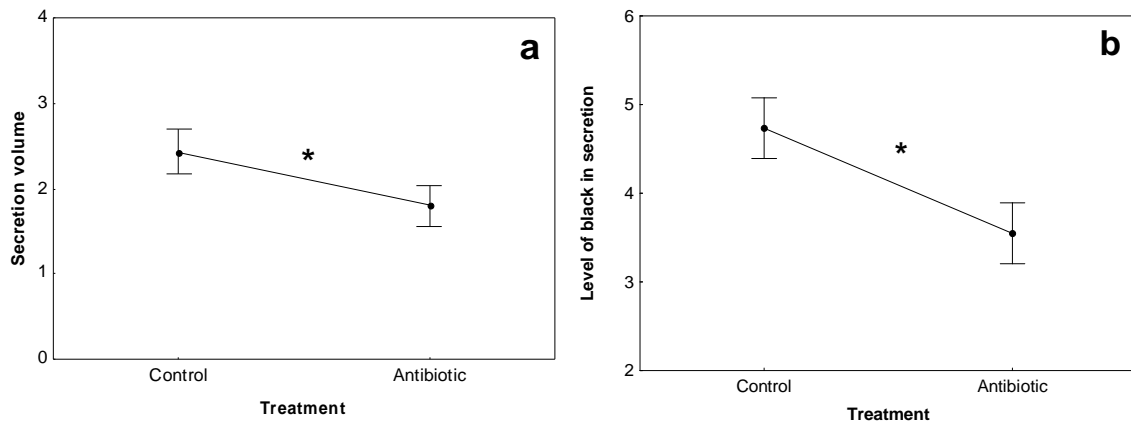 a
Secretion volume
4
3
2
1
0
*
Control Antibiotic
Treatment
b
Level of black in secretion
6
5
4
3
2
*
Control Antibiotic
Treatment